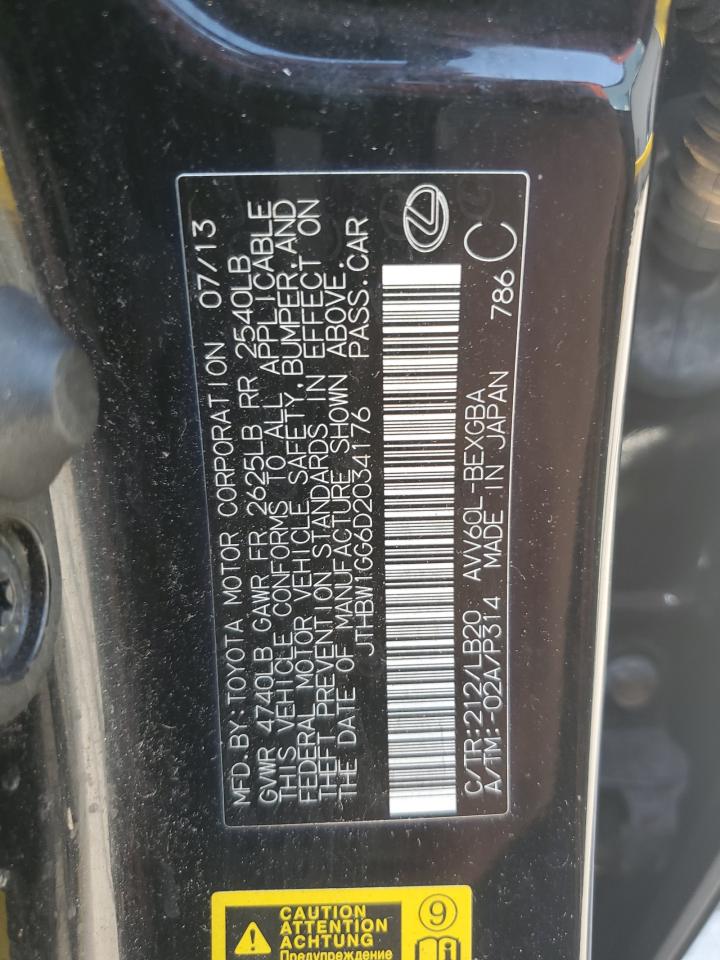 MFD. BY: TOYOTA MOTOR CORPORATION 07/13
GVWR 4740LB GAWR FR 2625LB RR 2540LB
THIS VEHICLE CONFORMS TO ALL APPLICABLE
FEDERAL MOTOR VEHICLE SAFETY, BUMPER, AND
THEFT PREVENTION STANDARDS IN EFFECT ON
THE DATE OF MANUFACTURE SHOWN ABOVE.
JTHBW1GG6D2034176 PASS. CAR
C/TR: 212/LB20 AVV60L-BEXGBA 786
A/TM: -02A/P314 MADE IN JAPAN C
CAUTION
ATTENTION
ACHTUNG
Предупреждение
9